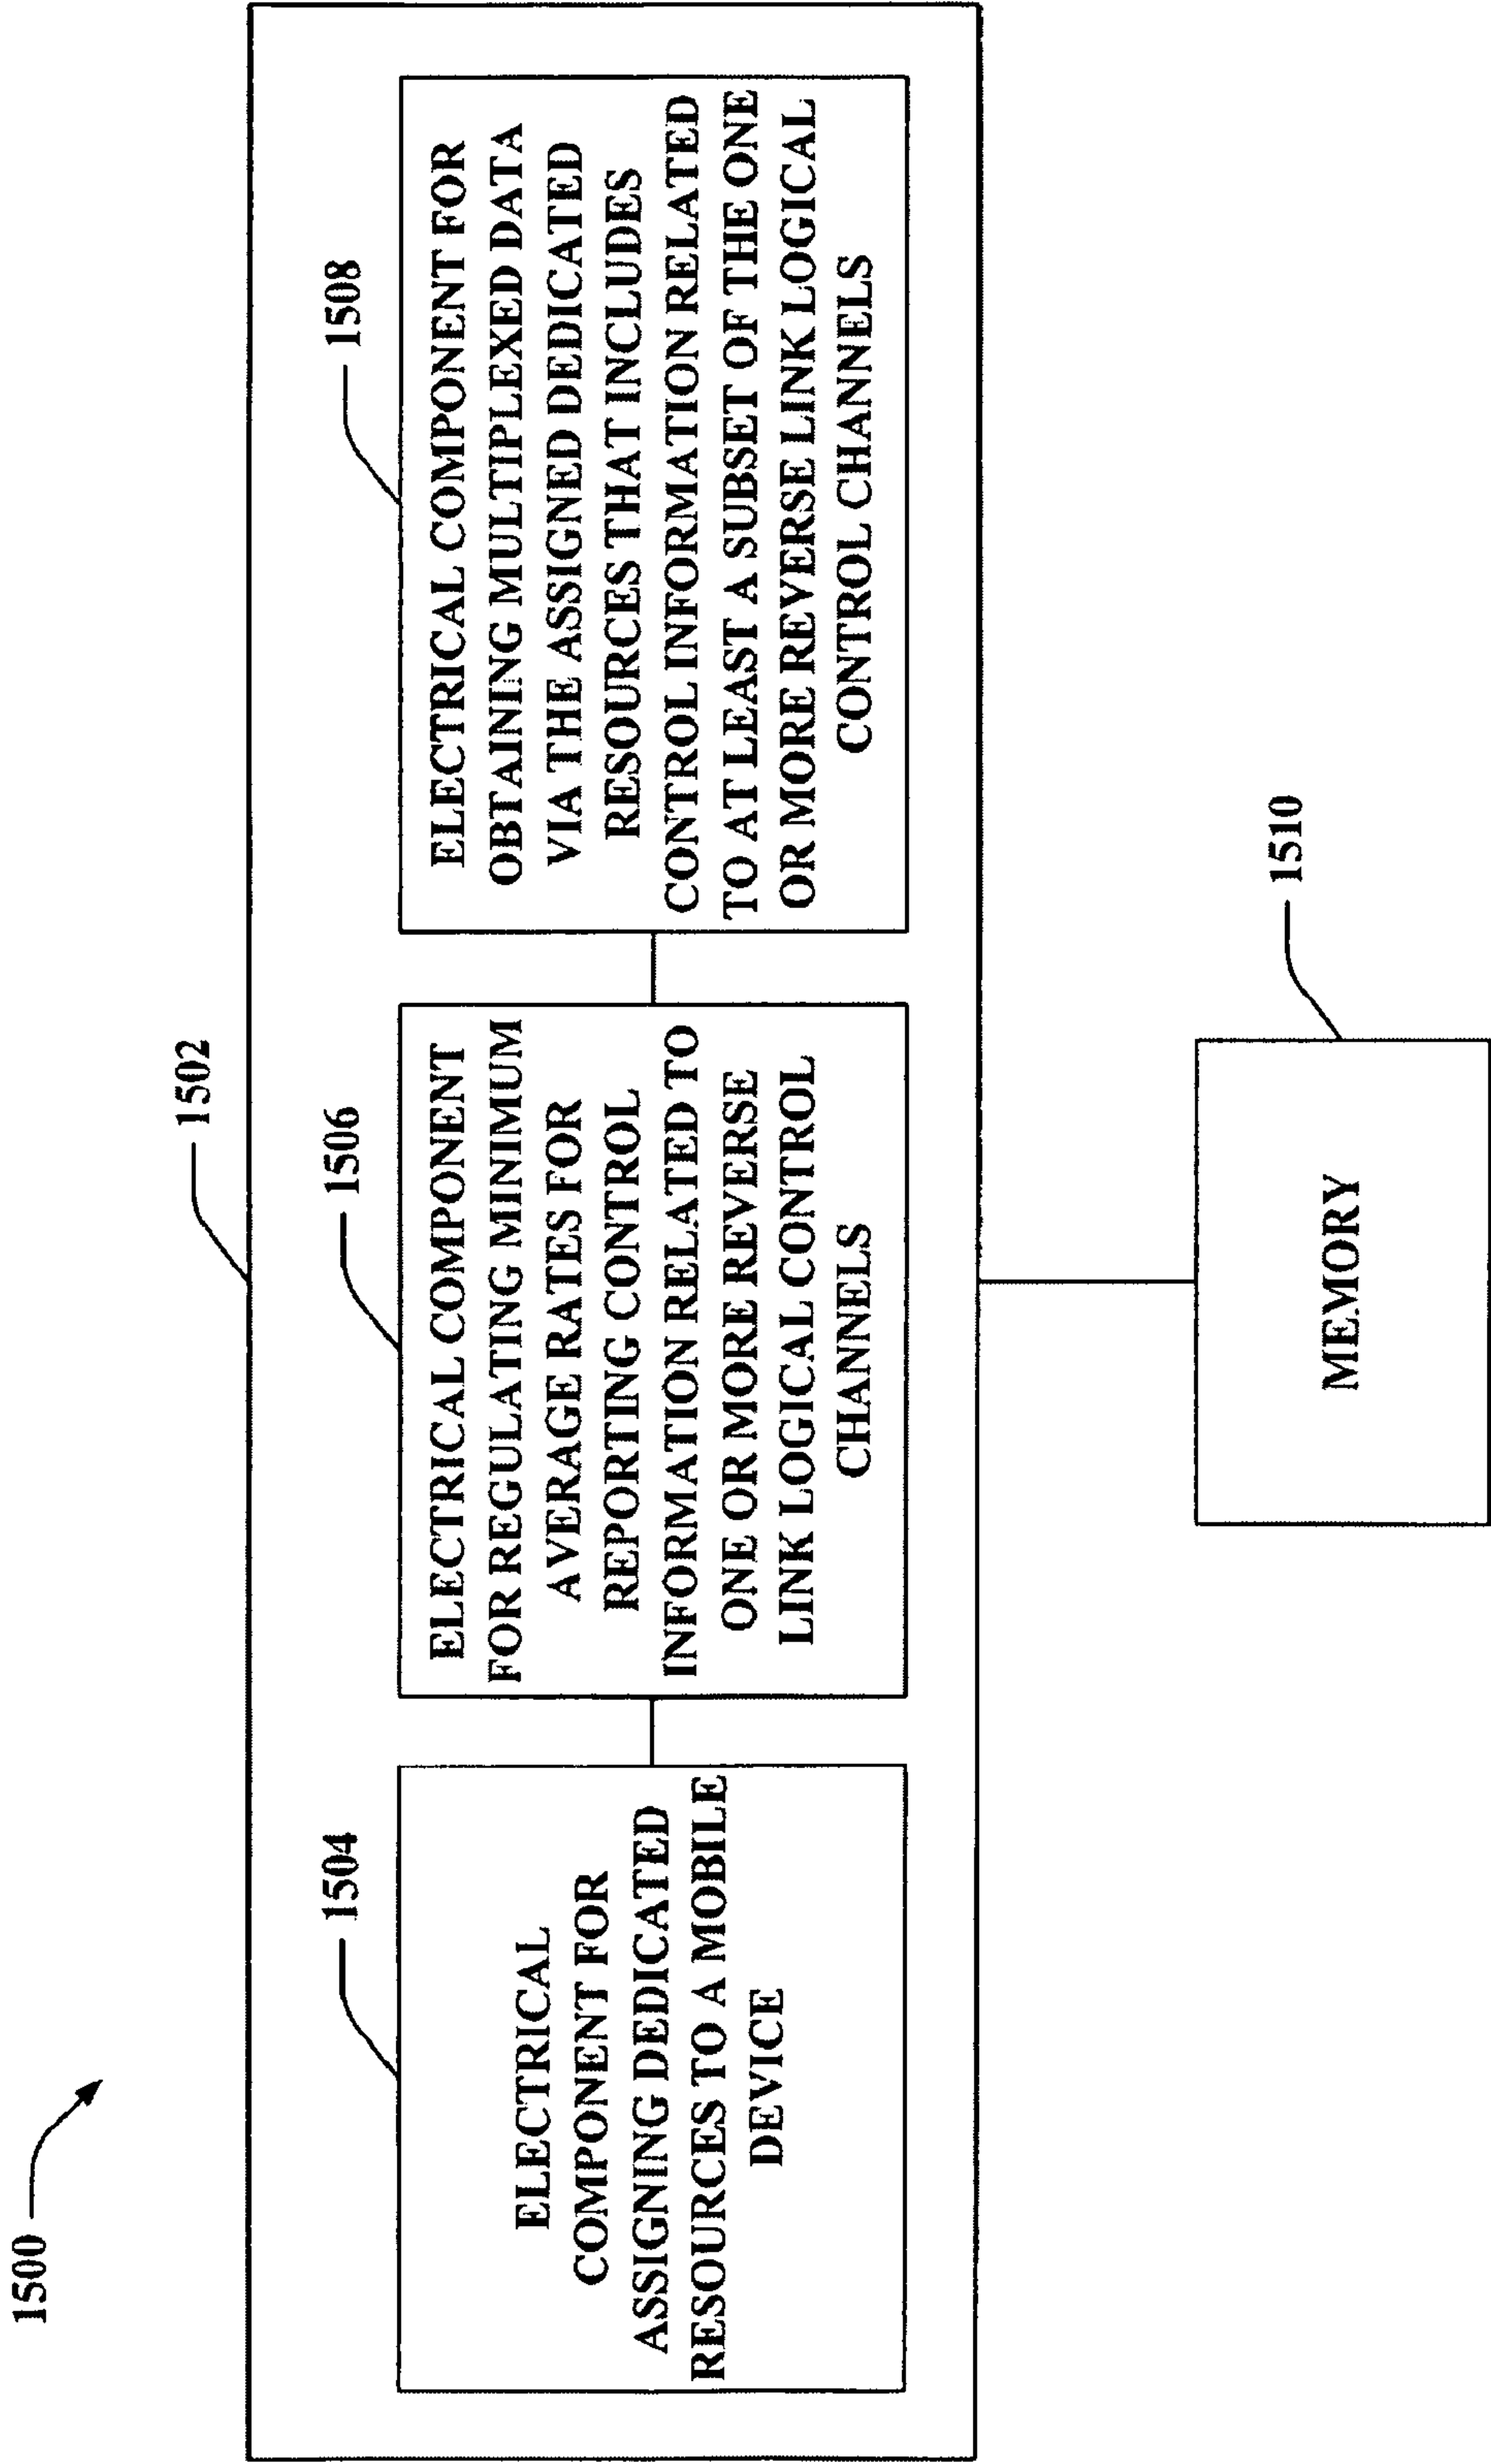 1500
1502
1504
ELECTRICAL
COMPONENT FOR
ASSIGNING DEDICATED
RESOURCES TO A MOBILE
DEVICE
1506
ELECTRICAL COMPONENT
FOR REGULATING MINIMUM
AVERAGE RATES FOR
REPORTING CONTROL
INFORMATION RELATED TO
ONE OR MORE REVERSE
LINK LOGICAL CONTROL
CHANNELS
1508
ELECTRICAL COMPONENT FOR
OBTAINING MULTIPLEXED DATA
VIA THE ASSIGNED DEDICATED
RESOURCES THAT INCLUDES
CONTROL INFORMATION RELATED
TO AT LEAST A SUBSET OF THE ONE
OR MORE REVERSE LINK LOGICAL
CONTROL CHANNELS
1510
MEMORY